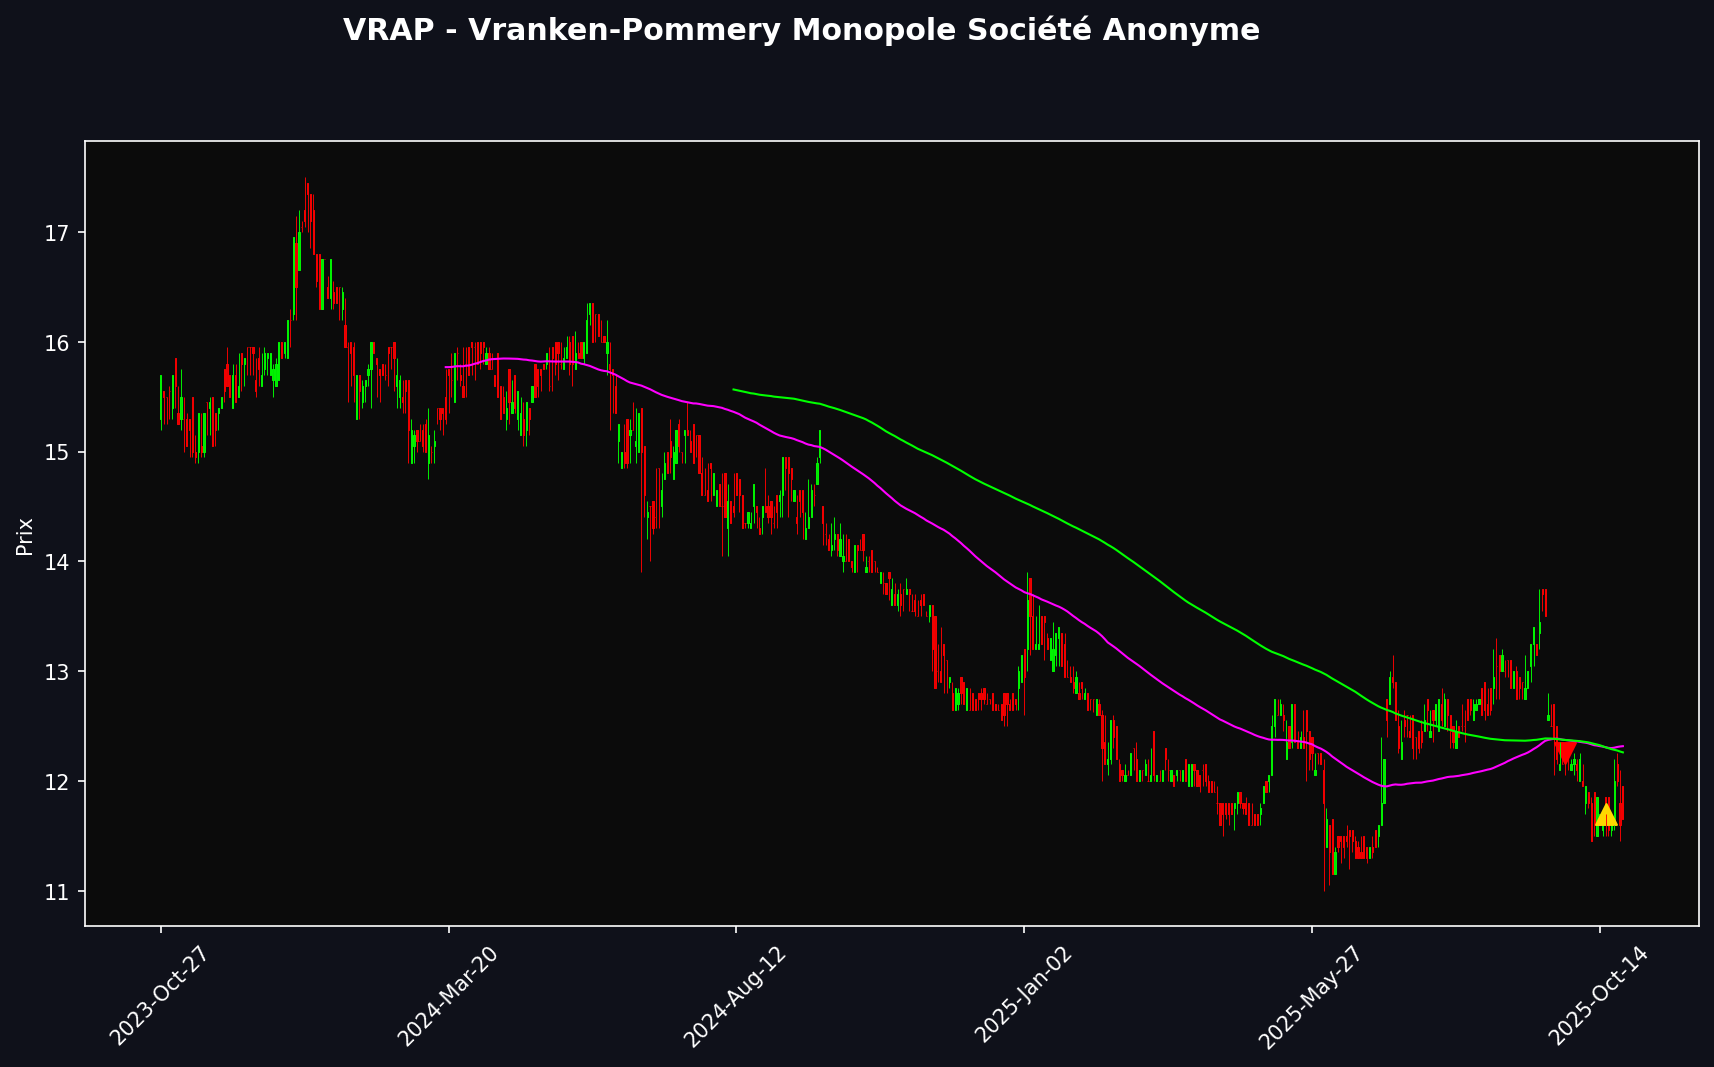 VRAP - Vranken-Pommery Monopole Société Anonyme
Prix
17
16
15
14
13
12
11
2023-Oct-27
2024-Mar-20
2024-Aug-12
2025-Jan-02
2025-May-27
2025-Oct-14